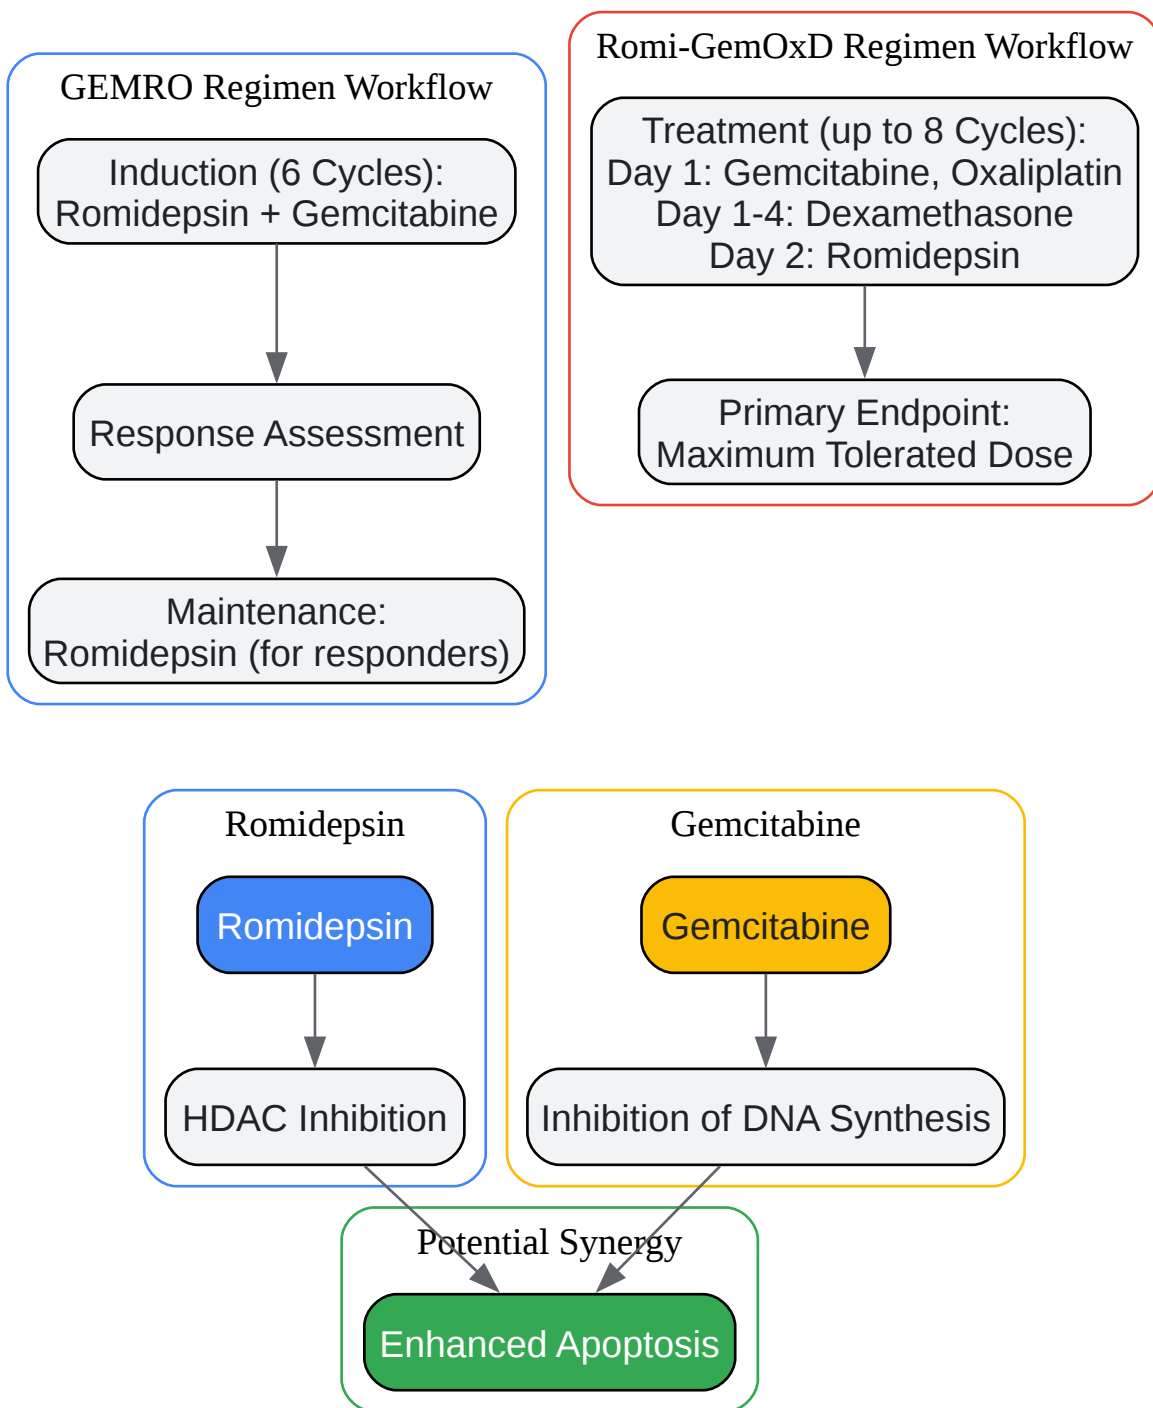 GEMRO Regimen Workflow
Induction (6 Cycles):
Romidepsin + Gemcitabine
Response Assessment
Maintenance:
Romidepsin (for responders)
Romi-GemOxD Regimen Workflow
Treatment (up to 8 Cycles):
Day 1: Gemcitabine, Oxaliplatin
Day 1-4: Dexamethasone
Day 2: Romidepsin
Primary Endpoint:
Maximum Tolerated Dose
Romidepsin
Romidepsin
HDAC Inhibition
Gemcitabine
Gemcitabine
Inhibition of DNA Synthesis
Potential Synergy
Enhanced Apoptosis